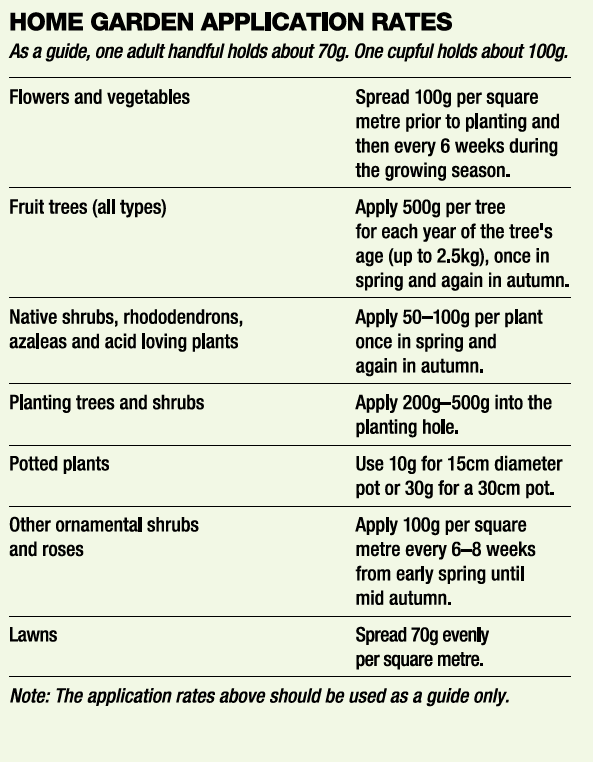 HOME GARDEN APPLICATION RATES
As a guide, one adult handful holds about 70g. One cupful holds about 100g.
Flowers and vegetables
Spread 100g per square
metre prior to planting and
then every 6 weeks during
the growing season.
Fruit trees (all types)
Apply 500g per tree
for each year of the tree's
age (up to 2.5kg), once in
spring and again in autumn.
Native shrubs, rhododendrons,
azaleas and acid loving plants
Apply 50–100g per plant
once in spring and
again in autumn.
Planting trees and shrubs
Apply 200g–500g into the
planting hole.
Potted plants
Use 10g for 15cm diameter
pot or 30g for a 30cm pot.
Other ornamental shrubs
and roses
Apply 100g per square
metre every 6–8 weeks
from early spring until
mid autumn.
Lawns
Spread 70g evenly
per square metre.
Note: The application rates above should be used as a guide only.